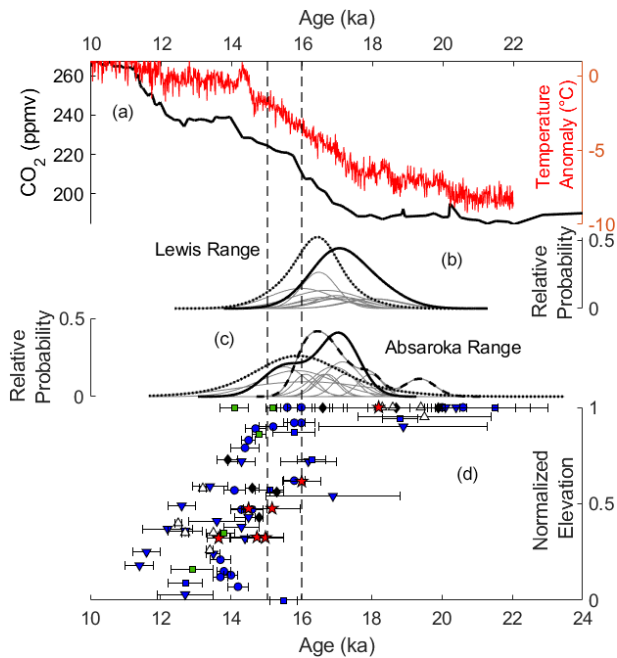 Age (ka)
10 12 14 16 18 20 22
260
240
220
200
CO2 (ppmv)
(a)
0
-5
-10
Temperature
Anomaly (°C)
Lewis Range
(b)
0.5
0
Relative
Probability
0.5
0
Relative
Probability
(c)
Absaroka Range
1
0.5
0
Normalized
Elevation
(d)
10 12 14 16 18 20 22 24
Age (ka)